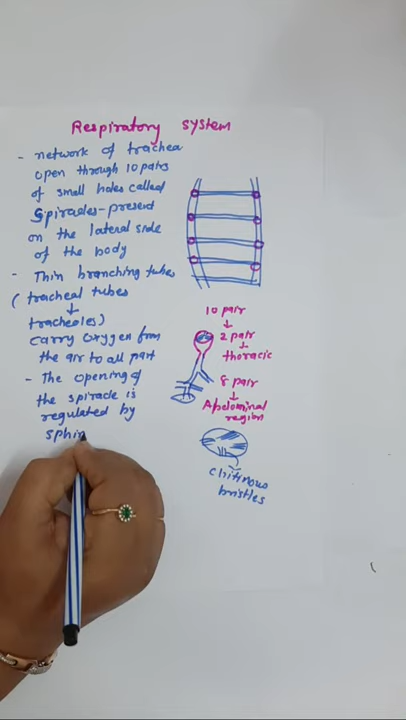 Respiratory system
- network of trachea
open through 10 pairs
of small holes called
Spiracles - present
on the lateral side
of the body
- Thin branching tubes
(tracheal tubes
↓
tracheoles)
carry oxygen from
the air to all part
- The opening of
the spiracle is
regulated by
sphin
10 pair
↓
2 pair
↓
thoracic
8 pair
↓
Abdominal
region
chitinous
bristles